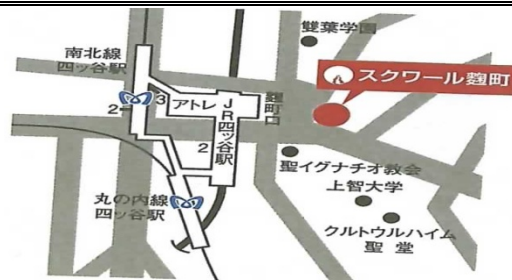 雙葉学園
南北線
四ッ谷駅
スクワール麹町
3
アトレ
麹町口
2
JR四ッ谷駅
2
聖イグナチオ教会
上智大学
丸の内線
四ッ谷駅
クルトゥルハイム
聖堂